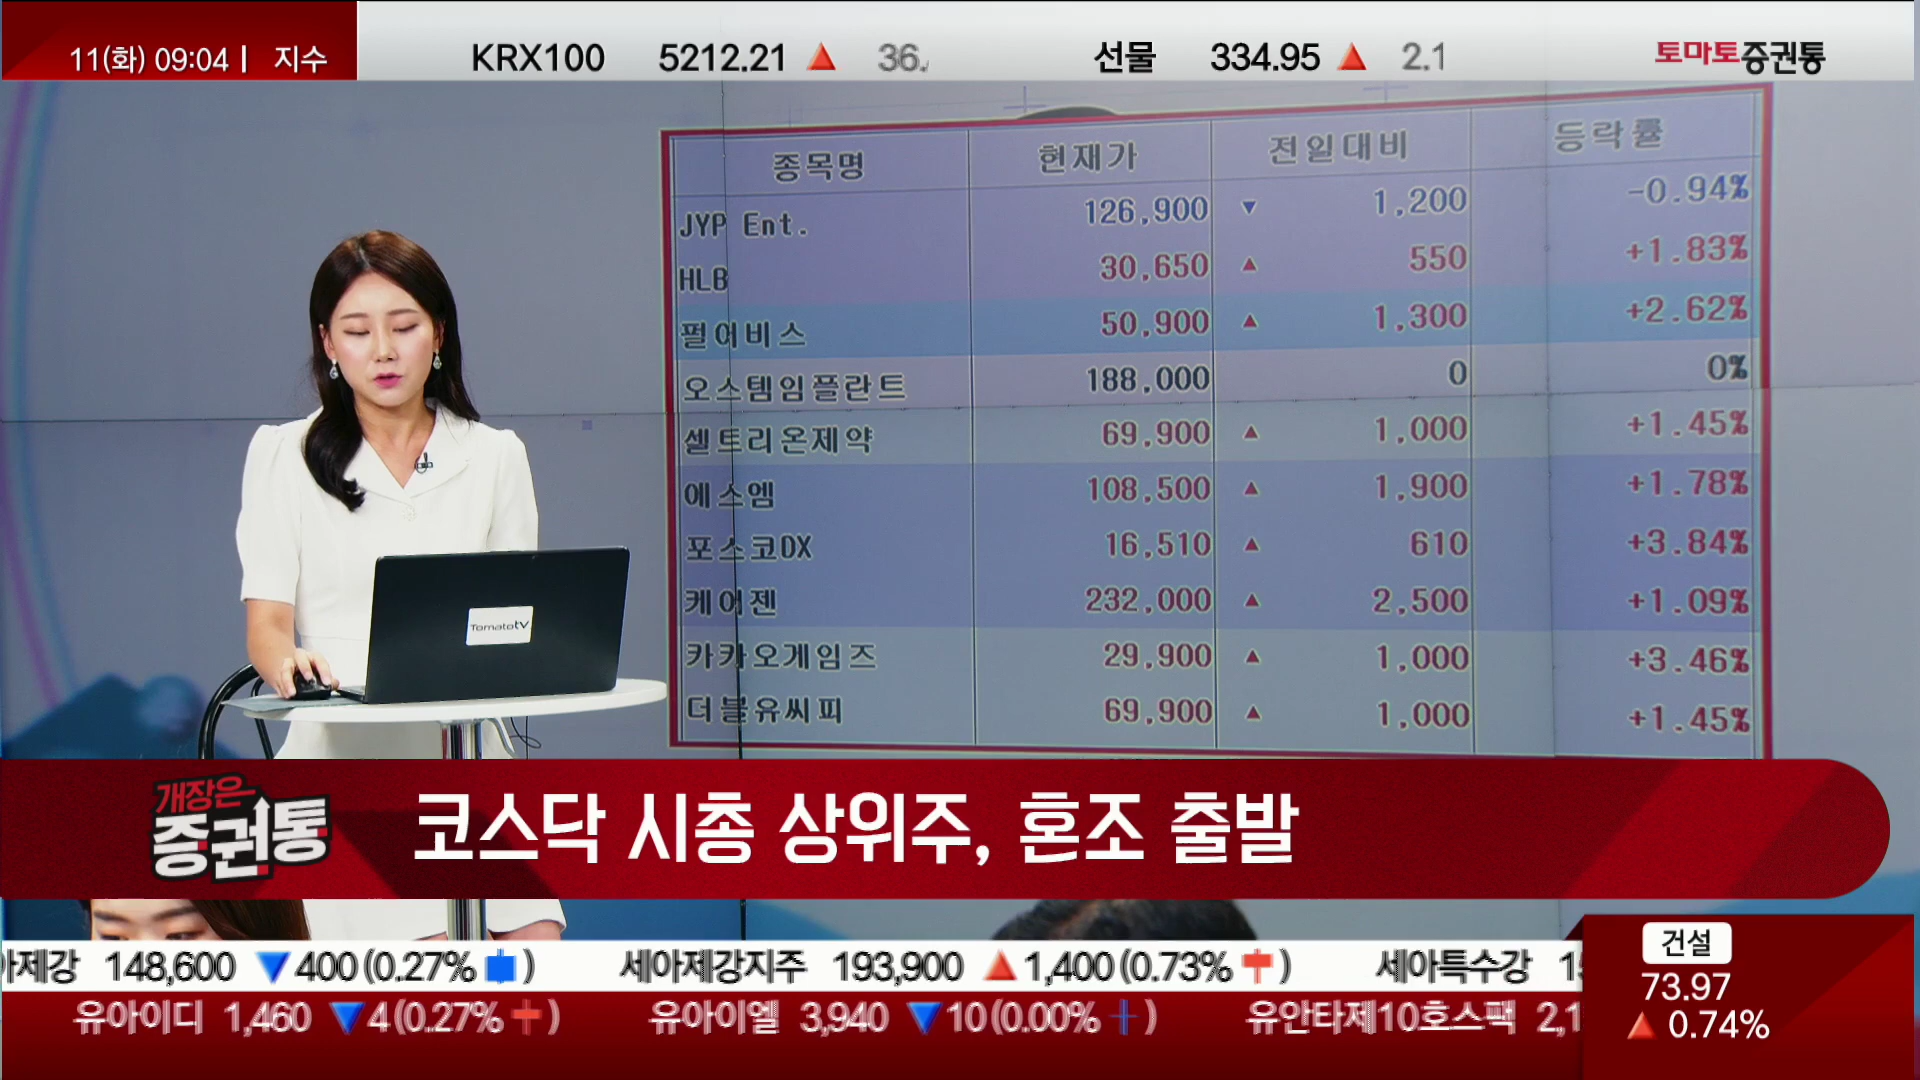 11(화) 09:04 | 지수 KRX100 5212.21 ▲ 36. 선물 334.95 ▲ 2.1 토마토증권통
종목명 현재가 전일대비 등락률
JYP Ent. 126,900 ▼ 1,200 -0.94%
HLB 30,650 ▲ 550 +1.83%
펄어비스 50,900 ▲ 1,300 +2.62%
오스템임플란트 188,000 0 0%
셀트리온제약 69,900 ▲ 1,000 +1.45%
에스엠 108,500 ▲ 1,900 +1.78%
포스코DX 16,510 ▲ 610 +3.84%
케어젠 232,000 ▲ 2,500 +1.09%
카카오게임즈 29,900 ▲ 1,000 +3.46%
더블유씨피 69,900 ▲ 1,000 +1.45%
TomatotV
개장은
증권통
코스닥 시총 상위주, 혼조 출발
아제강 148,600 ▼400(0.27%) 세아제강지주 193,900 ▲1,400(0.73%) 세아특수강
유아이디 1,460 ▼4(0.27%) 유아이엘 3,940 ▼10(0.00%) 유안타제10호스팩 2,1
건설
73.97
▲ 0.74%